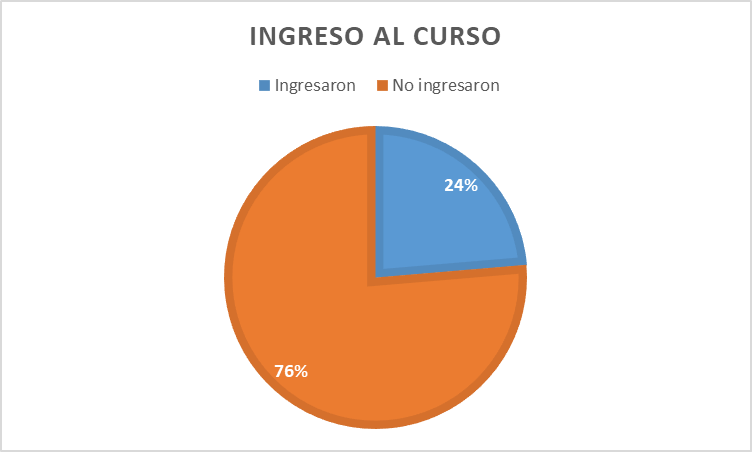 INGRESO AL CURSO
Ingresaron No ingresaron
24%
76%